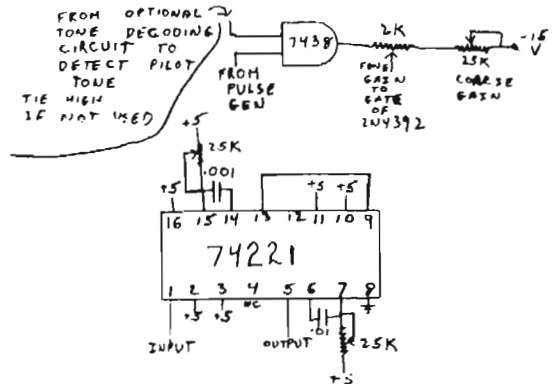 FROM OPTIONAL
TONE DECODING
CIRCUIT TO
DETECT PILOT
TONE
TIE HIGH
IF NOT USED
7438
FROM
PULSE
GEN
2K
FINE
GAIN
TO
GATE
OF
2N4392
25K
COARSE
GAIN
-15
V
+5
25K
.001
+5
+5
+5
16
15
14
13
12
11
10
9
74221
1
2
3
4
5
6
7
8
+5
+5
NC
.01
INPUT
OUTPUT
25K
+5